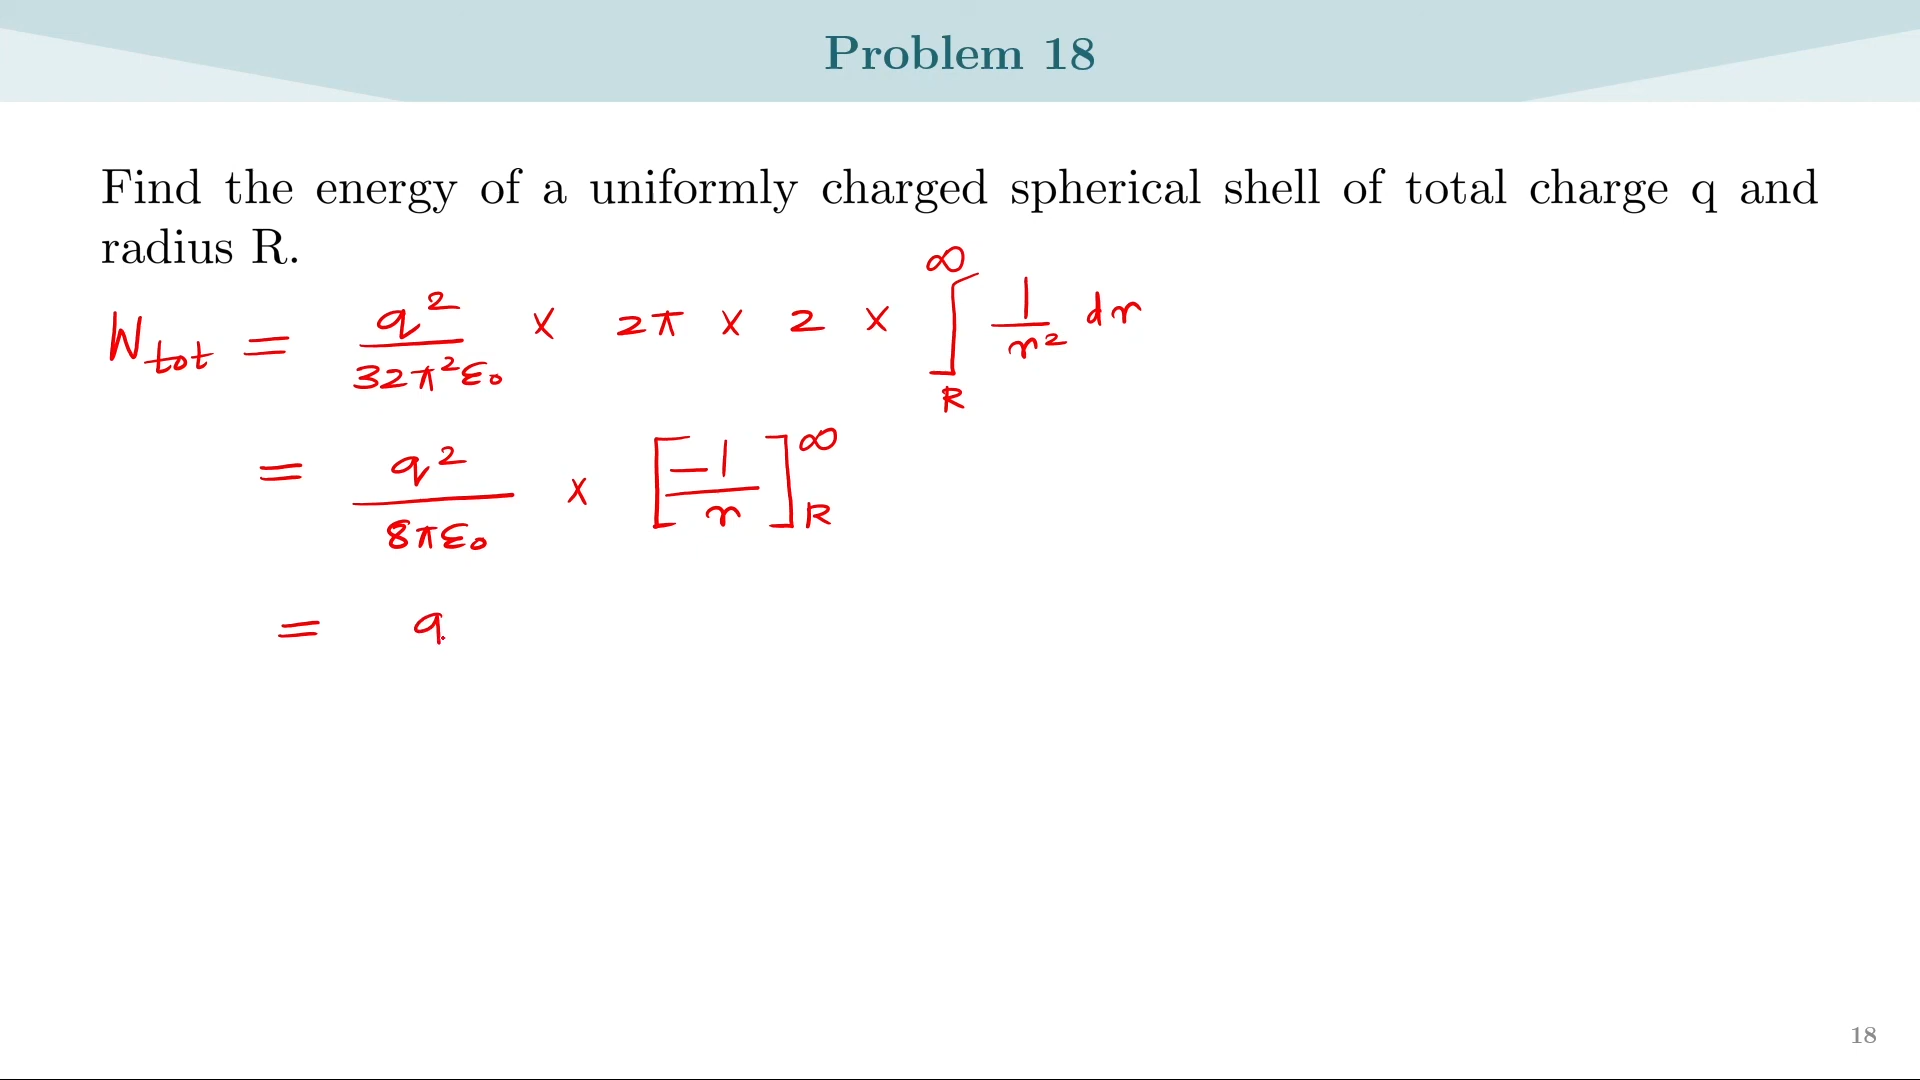 Problem 18
Find the energy of a uniformly charged spherical shell of total charge q and
radius R.
W_tot = q²/(32π²ε₀) × 2π × 2 × ∫_R^∞ 1/r² dr
= q²/(8πε₀) × [−1/r]_R^∞
= q
18